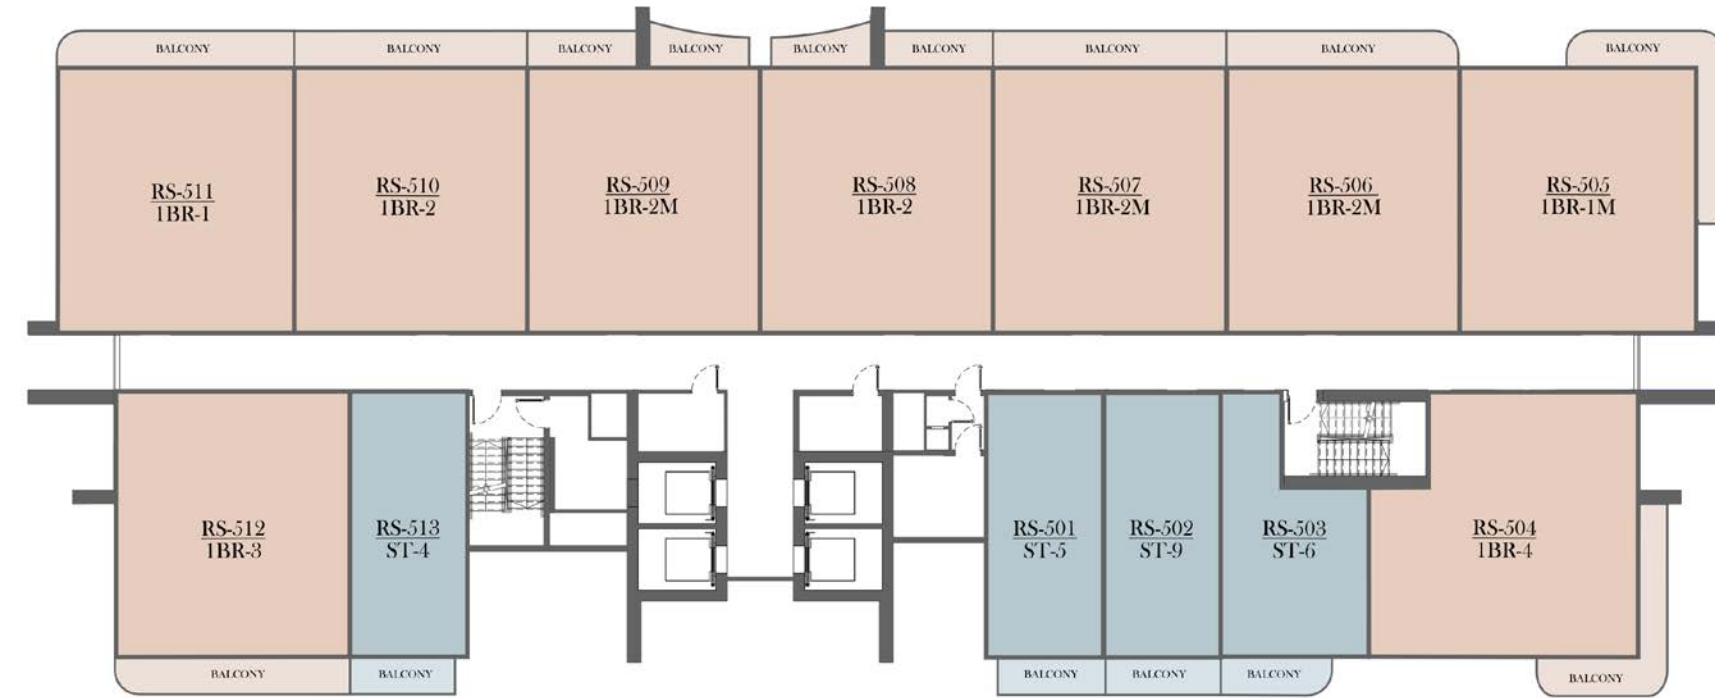 BALCONY
BALCONY
BALCONY
BALCONY
BALCONY
BALCONY
BALCONY
BALCONY
BALCONY
RS-511
1BR-1
RS-510
1BR-2
RS-509
1BR-2M
RS-508
1BR-2
RS-507
1BR-2M
RS-506
1BR-2M
RS-505
1BR-1M
RS-512
1BR-3
RS-513
ST-4
RS-501
ST-5
RS-502
ST-9
RS-503
ST-6
RS-504
1BR-4
BALCONY
BALCONY
BALCONY
BALCONY
BALCONY
BALCONY